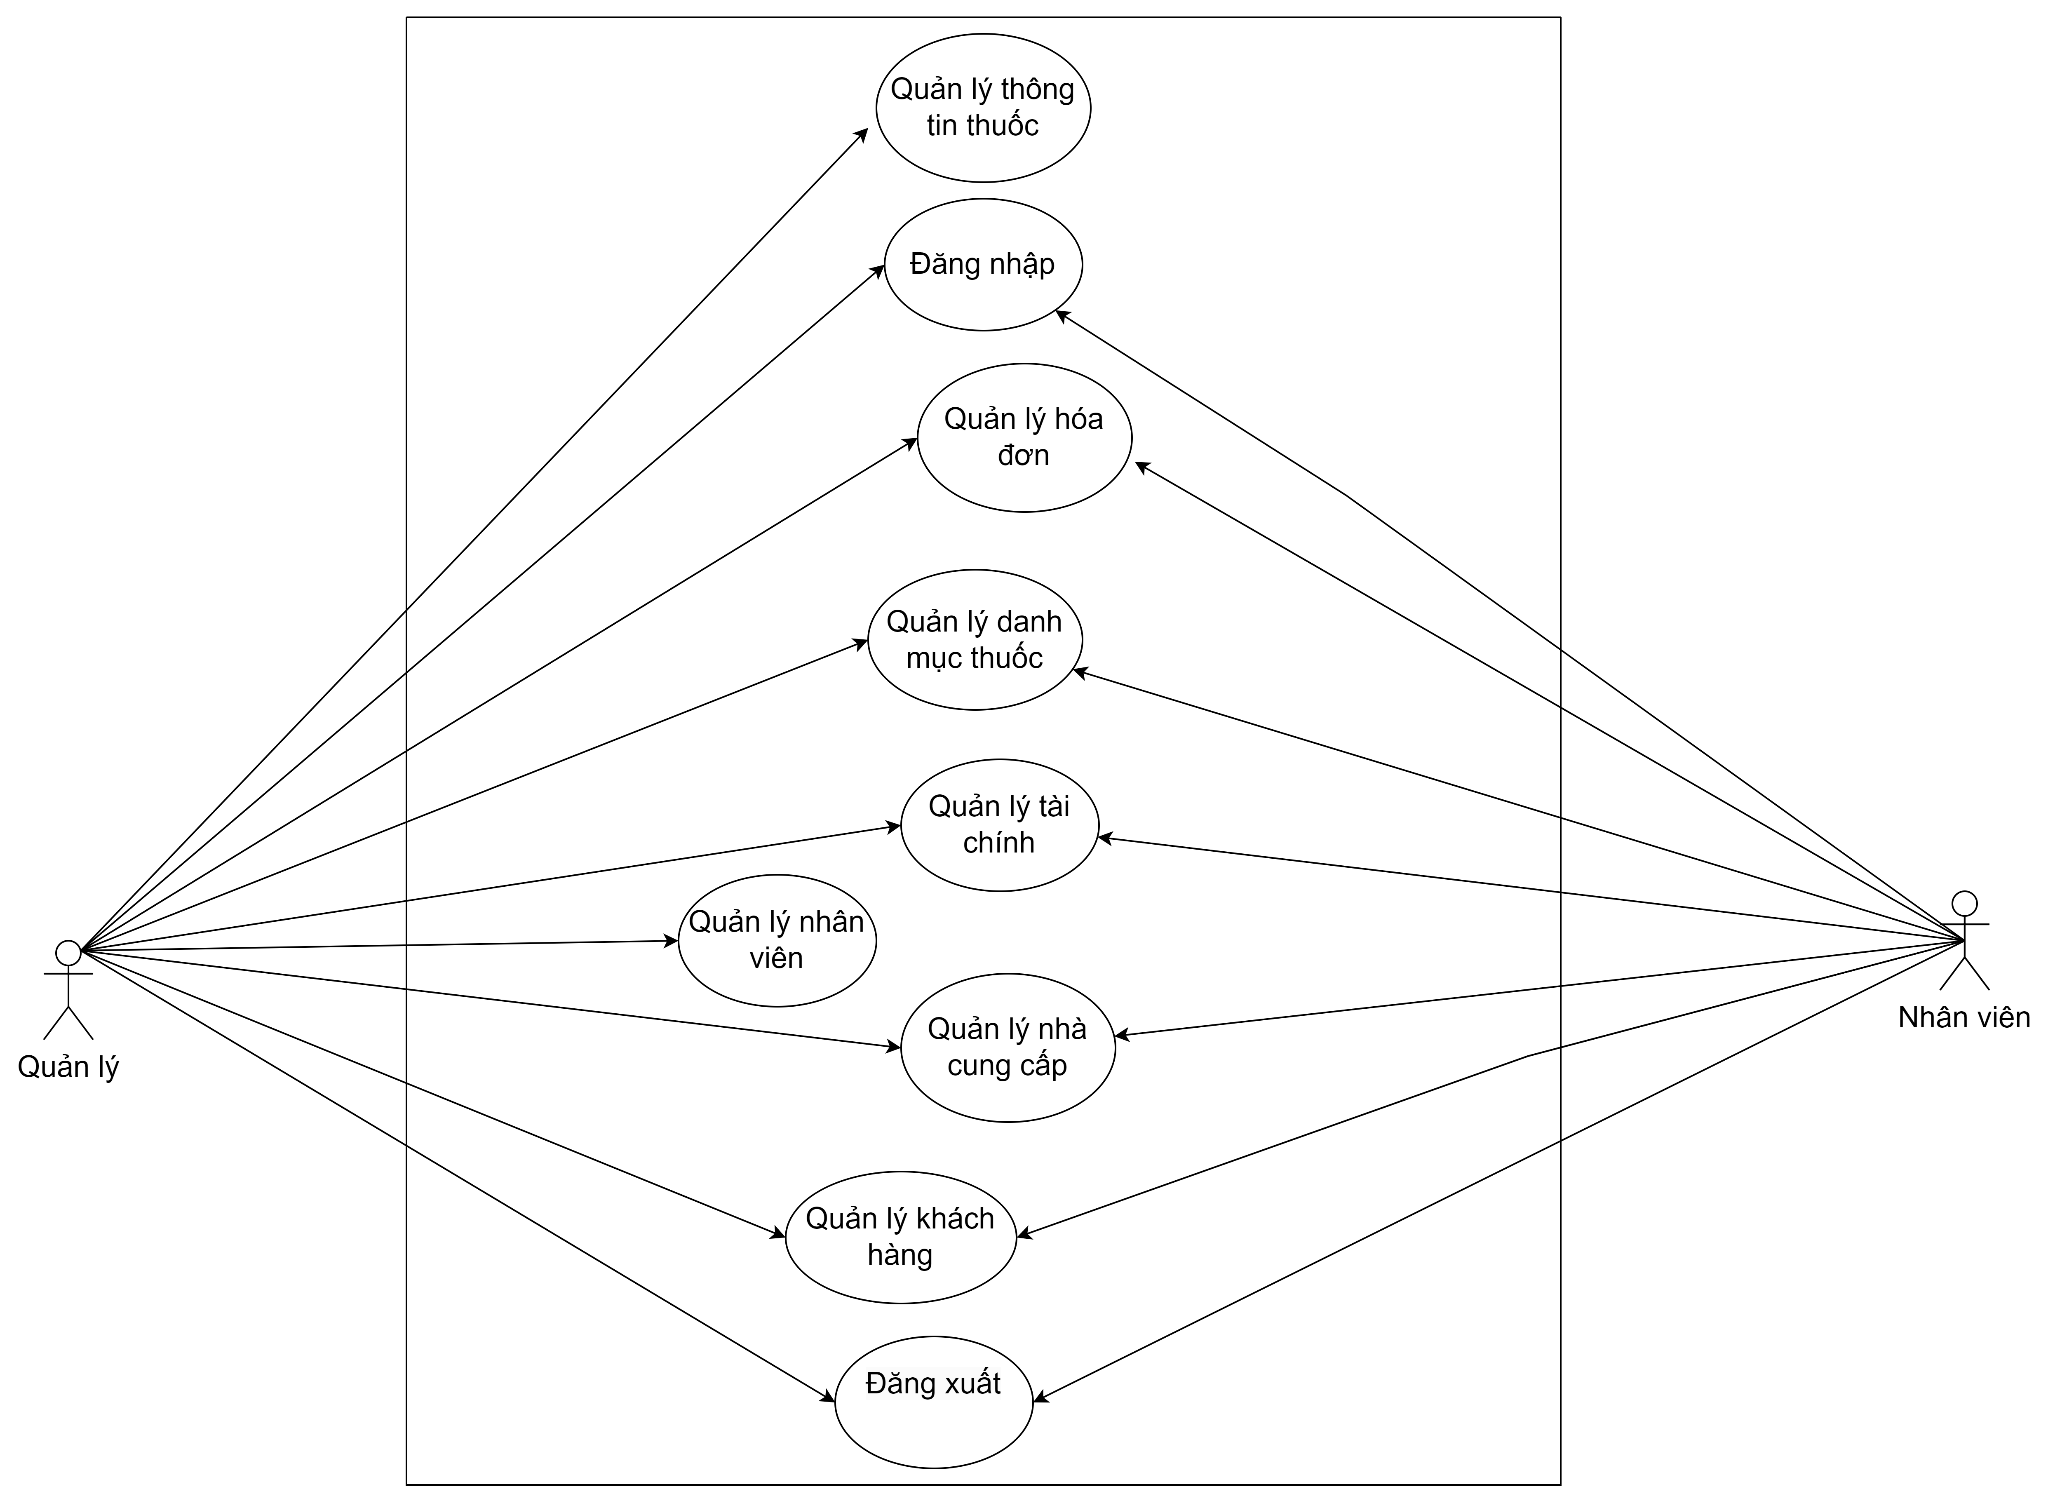 Quản lý thông
tin thuốc
Đăng nhập
Quản lý hóa
đơn
Quản lý danh
mục thuốc
Quản lý tài
chính
Quản lý nhân
viên
Quản lý nhà
cung cấp
Quản lý khách
hàng
Đăng xuất
Quản lý
Nhân viên